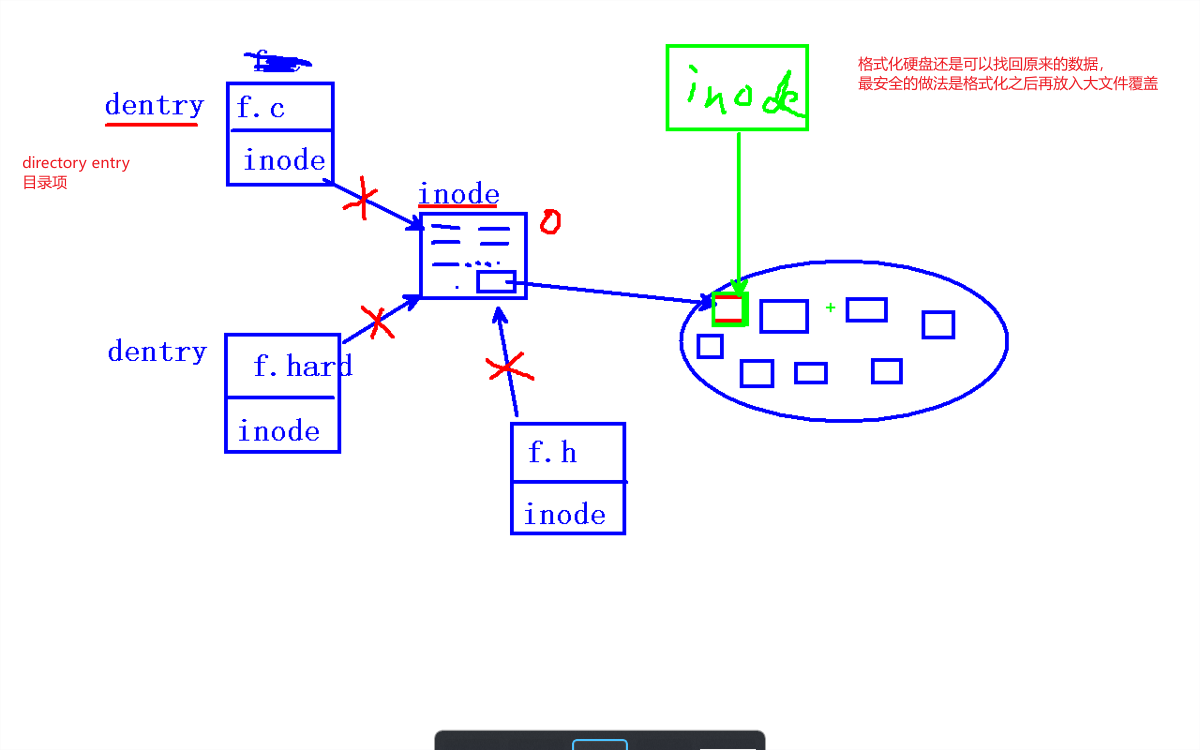 格式化硬盘还是可以找回原来的数据，
最安全的做法是格式化之后再放入大文件覆盖
inode
dentry
f.c
inode
directory entry
目录项
inode
0
dentry
f.hard
inode
f.h
inode